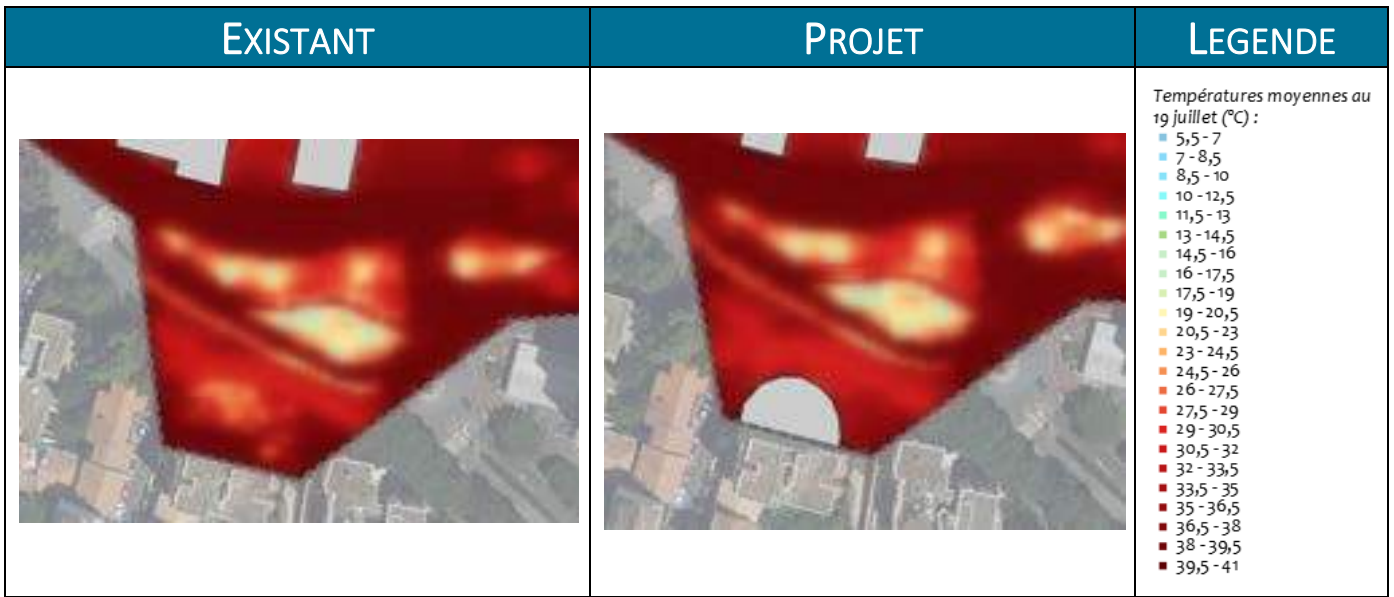 EXISTANT
PROJET
LEGENDE
Températures moyennes au
19 juillet (°C) :
5,5 - 7
7 - 8,5
8,5 - 10
10 - 12,5
11,5 - 13
13 - 14,5
14,5 - 16
16 - 17,5
17,5 - 19
19 - 20,5
20,5 - 23
23 - 24,5
24,5 - 26
26 - 27,5
27,5 - 29
29 - 30,5
30,5 - 32
32 - 33,5
33,5 - 35
35 - 36,5
36,5 - 38
38 - 39,5
39,5 - 41